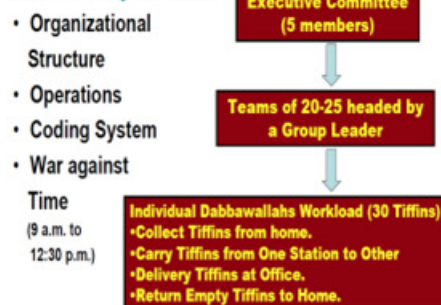 • Organizational
Structure
• Operations
• Coding System
• War against
Time
(9 a.m. to
12:30 p.m.)
Executive Committee
(5 members)
Teams of 20-25 headed by
a Group Leader
Individual Dabbawallahs Workload (30 Tiffins)
•Collect Tiffins from home.
•Carry Tiffins from One Station to Other
•Delivery Tiffins at Office.
•Return Empty Tiffins to Home.